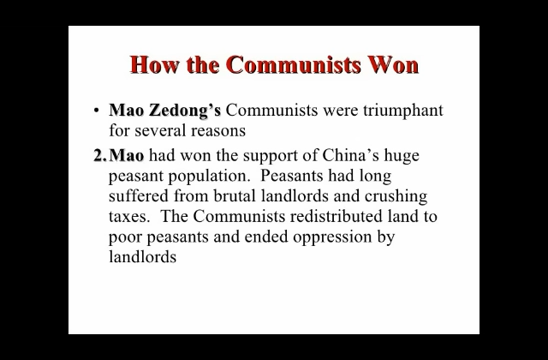 How the Communists Won
• Mao Zedong's Communists were triumphant
for several reasons
2. Mao had won the support of China's huge
peasant population. Peasants had long
suffered from brutal landlords and crushing
taxes. The Communists redistributed land to
poor peasants and ended oppression by
landlords